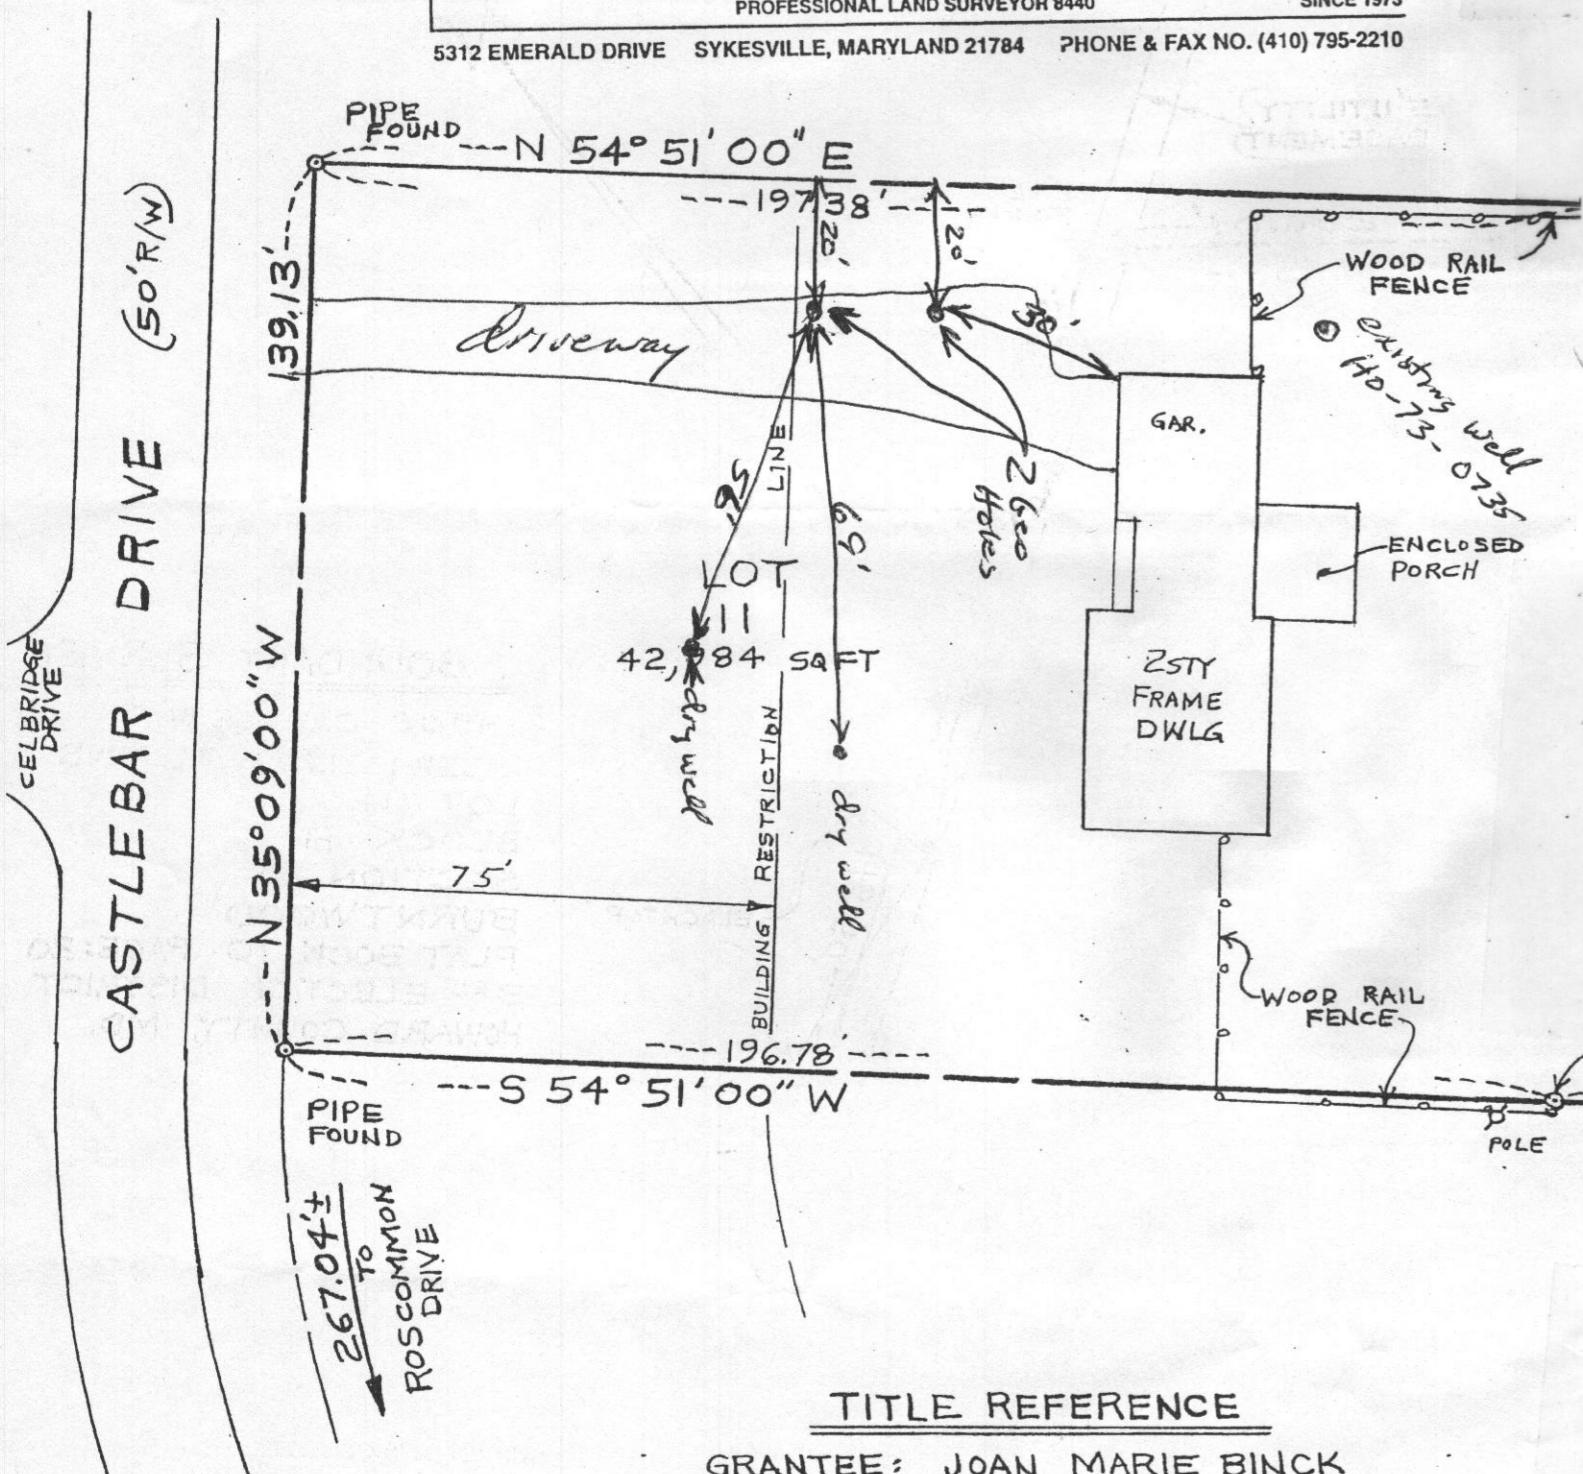 PROFESSIONAL LAND SURVEYOR 8440
SINCE 1973
5312 EMERALD DRIVE SYKESVILLE, MARYLAND 21784 PHONE & FAX NO. (410) 795-2210
PIPE
FOUND
N 54° 51' 00" E
197.38'
139.13'
(50' R/W)
CASTLEBAR DRIVE
CELBRIDGE
DRIVE
N 35° 09' 00" W
driveway
20'
20'
30'
WOOD RAIL
FENCE
existing well
HO-73-0735
GAR.
2 Geo
Holes
56'
69'
ENCLOSED
PORCH
LOT
11
42,984 SQ FT
dry well
dry well
BUILDING RESTRICTION LINE
2STY
FRAME
DWLG
75'
WOOD RAIL
FENCE
196.78'
S 54° 51' 00" W
PIPE
FOUND
POLE
267.04'±
TO
ROSCOMMON
DRIVE
TITLE REFERENCE
GRANTEE: JOAN MARIE BINCK